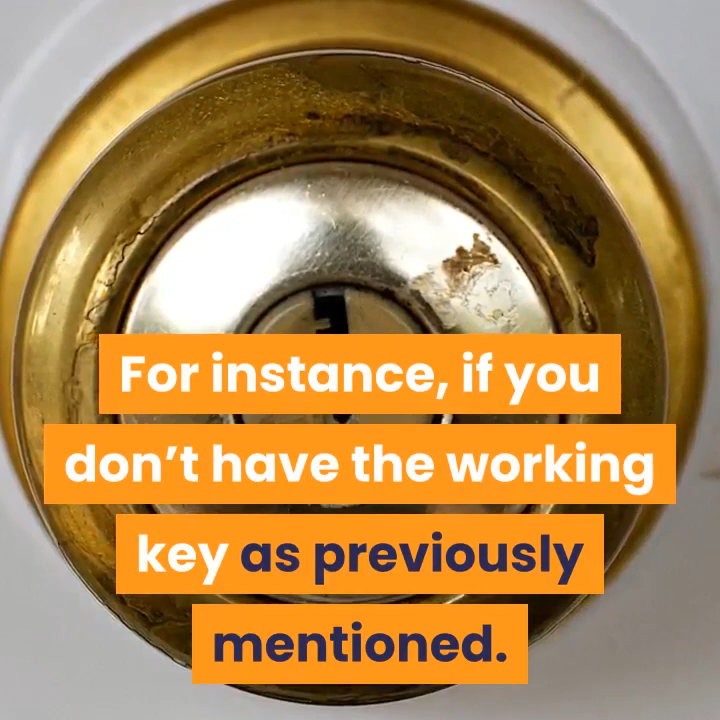 For instance, if you
don’t have the working
key as previously
mentioned.